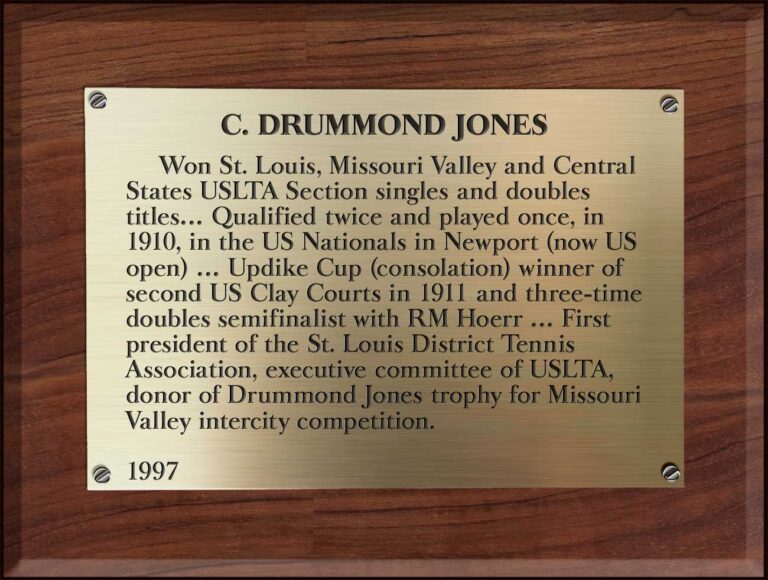 C. DRUMMOND JONES
Won St. Louis, Missouri Valley and Central
States USLTA Section singles and doubles
titles... Qualified twice and played once, in
1910, in the US Nationals in Newport (now US
open) ... Updike Cup (consolation) winner of
second US Clay Courts in 1911 and three-time
doubles semifinalist with RM Hoerr ... First
president of the St. Louis District Tennis
Association, executive committee of USLTA,
donor of Drummond Jones trophy for Missouri
Valley intercity competition.
1997